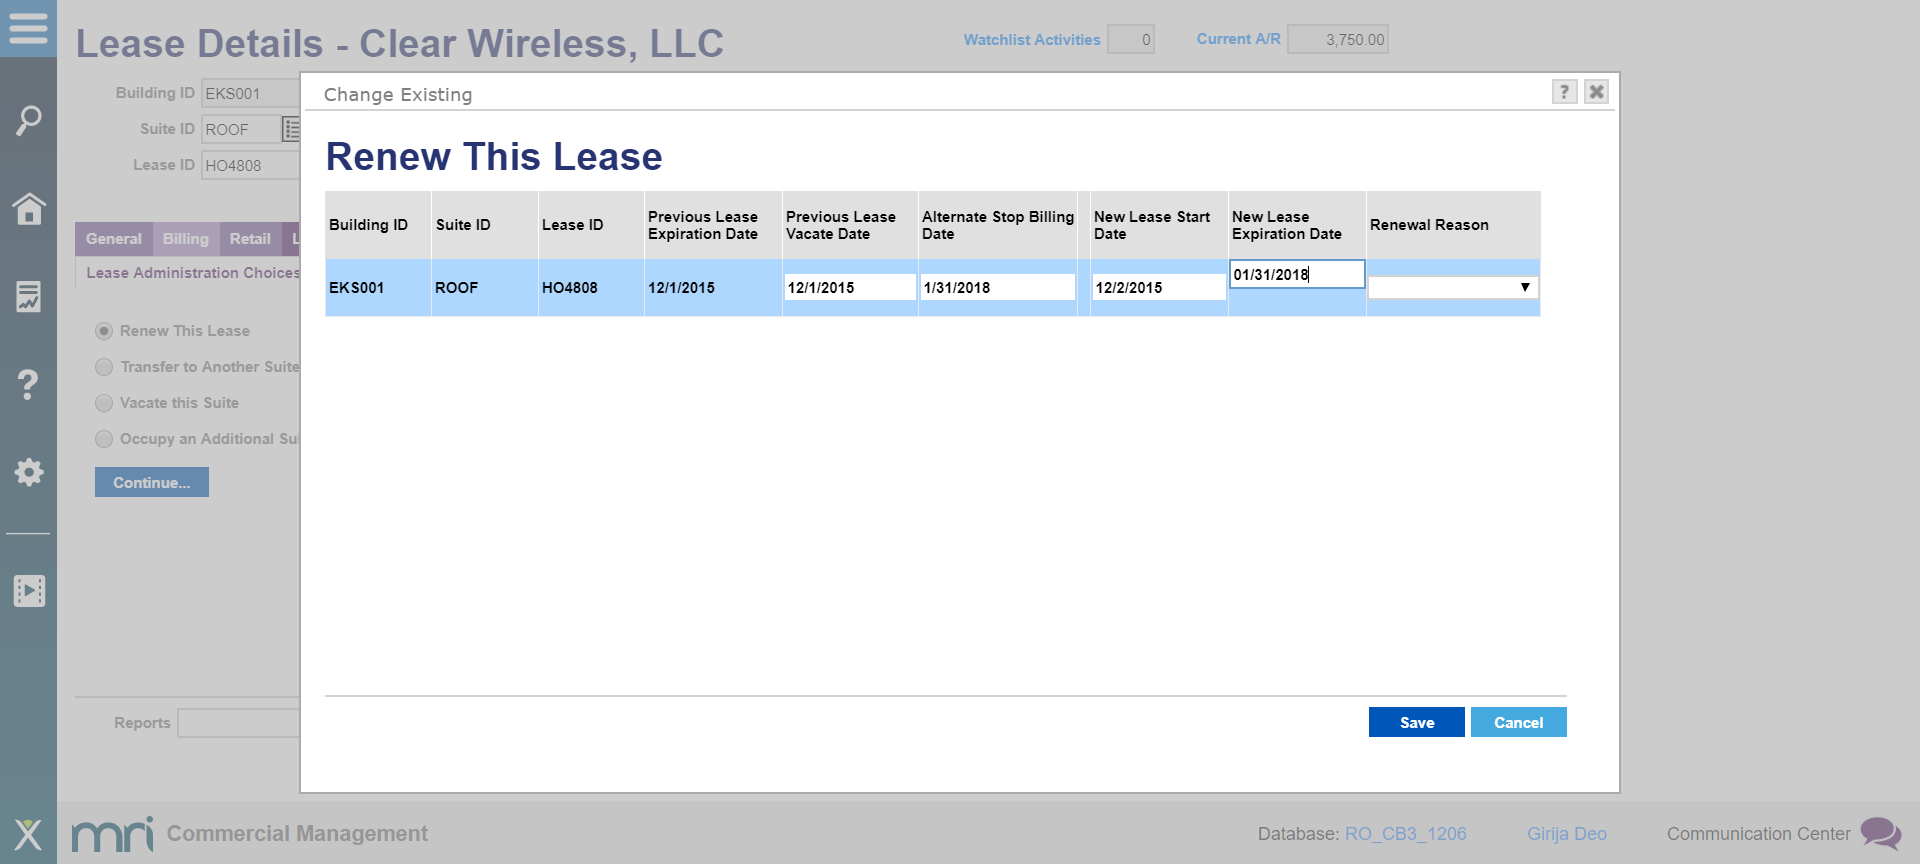 Lease Details - Clear Wireless, LLC
Watchlist Activities 0
Current A/R 3,750.00
Building ID EKS001
Suite ID ROOF
Lease ID HO4808
General Billing Retail L
Lease Administration Choices
Renew This Lease
Transfer to Another Suite
Vacate this Suite
Occupy an Additional Sui
Continue...
Reports
Change Existing
?
Renew This Lease
Building ID
Suite ID
Lease ID
Previous Lease
Expiration Date
Previous Lease
Vacate Date
Alternate Stop Billing
Date
New Lease Start
Date
New Lease
Expiration Date
Renewal Reason
EKS001 ROOF HO4808 12/1/2015 12/1/2015 1/31/2018 12/2/2015 01/31/2018
Save Cancel
mri Commercial Management
Database: RO_CB3_1206
Girija Deo
Communication Center